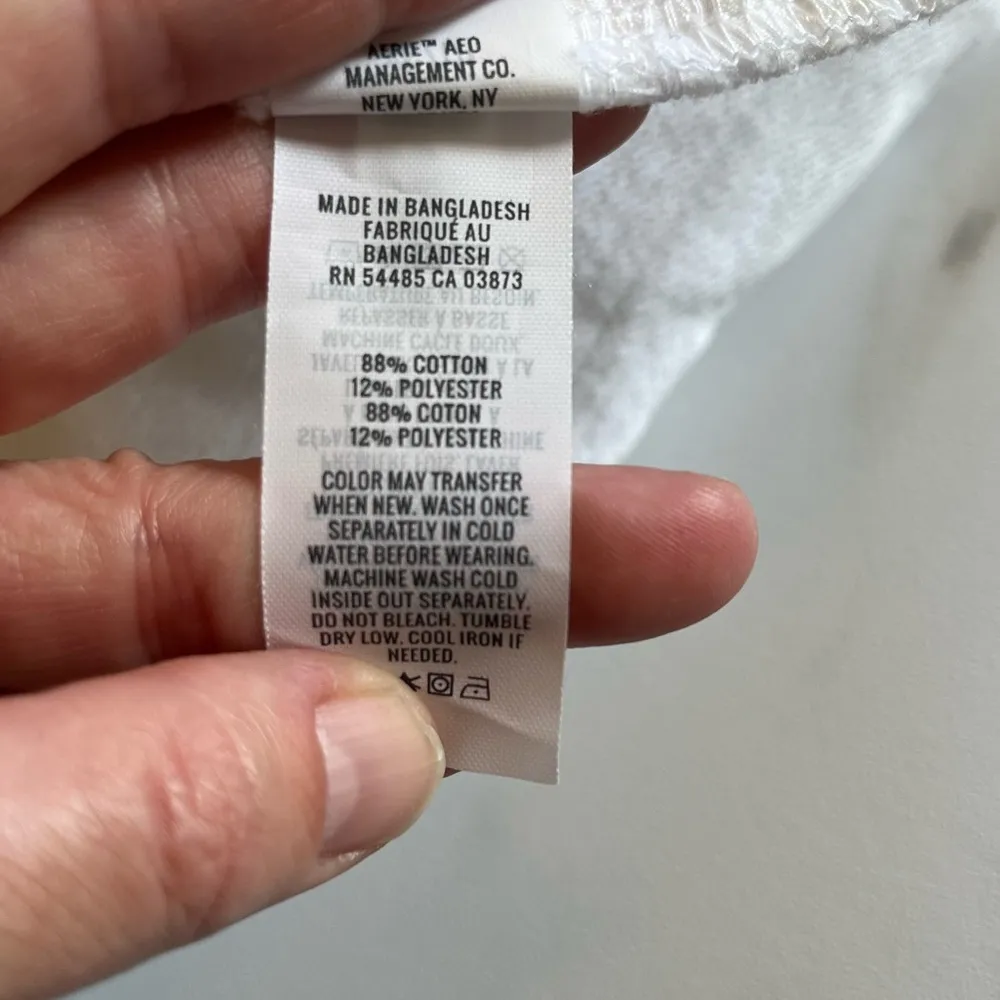 AERIE™ AEO
MANAGEMENT CO.
NEW YORK, NY
MADE IN BANGLADESH
FABRIQUÉ AU
BANGLADESH
RN 54485 CA 03873
88% COTTON
12% POLYESTER
88% COTON
12% POLYESTER
COLOR MAY TRANSFER
WHEN NEW. WASH ONCE
SEPARATELY IN COLD
WATER BEFORE WEARING.
MACHINE WASH COLD
INSIDE OUT SEPARATELY.
DO NOT BLEACH. TUMBLE
DRY LOW. COOL IRON IF
NEEDED.